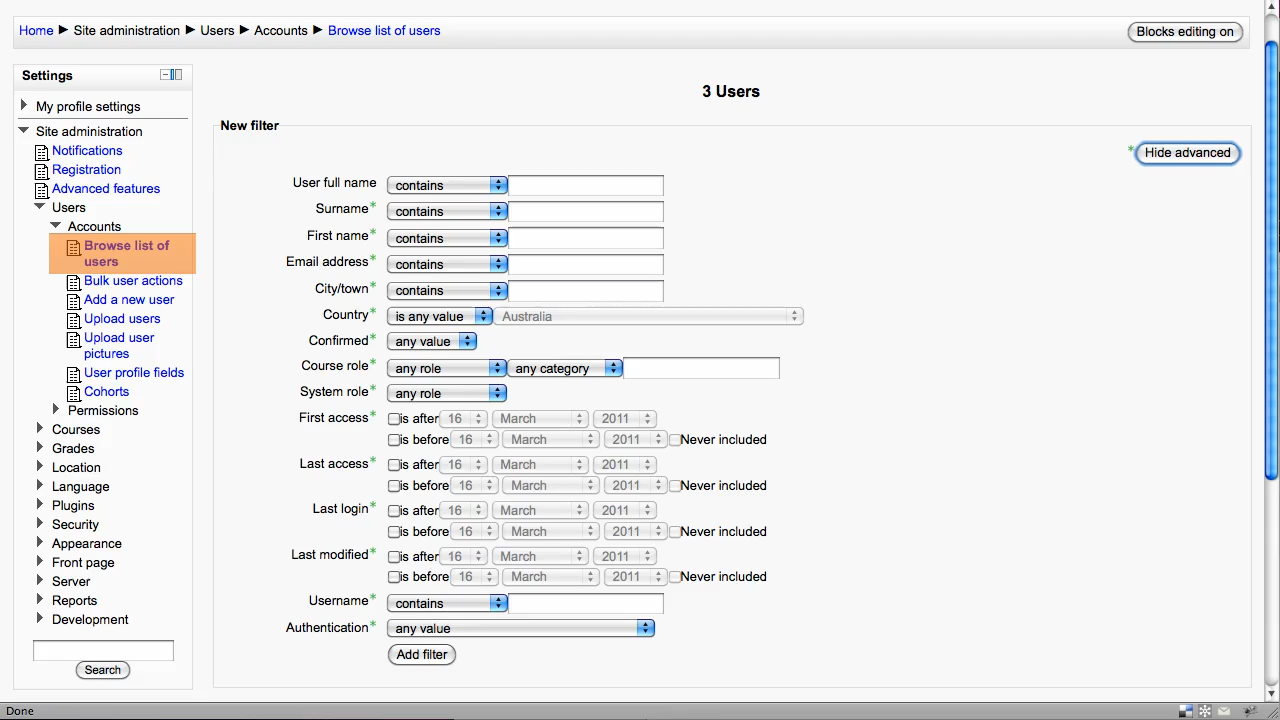 Home ▶ Site administration ▶ Users ▶ Accounts ▶ Browse list of users
Blocks editing on
Settings
My profile settings
Site administration
Notifications
Registration
Advanced features
Users
Accounts
Browse list of
users
Bulk user actions
Add a new user
Upload users
Upload user
pictures
User profile fields
Cohorts
Permissions
Courses
Grades
Location
Language
Plugins
Security
Appearance
Front page
Server
Reports
Development
Search
3 Users
New filter
* Hide advanced
User full name contains
Surname* contains
First name* contains
Email address* contains
City/town* contains
Country* is any value Australia
Confirmed* any value
Course role* any role any category
System role* any role
First access* is after 16 March 2011
is before 16 March 2011 Never included
Last access* is after 16 March 2011
is before 16 March 2011 Never included
Last login* is after 16 March 2011
is before 16 March 2011 Never included
Last modified* is after 16 March 2011
is before 16 March 2011 Never included
Username* contains
Authentication* any value
Add filter
Done